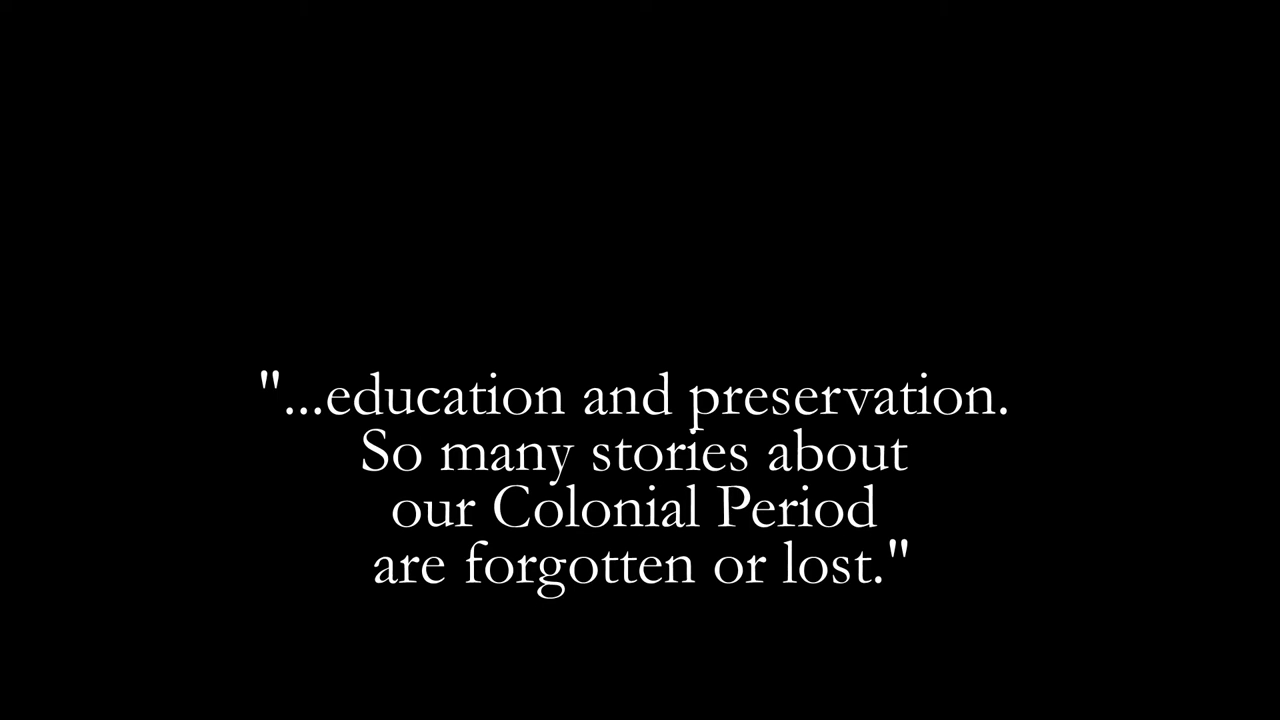 "...education and preservation.
So many stories about
our Colonial Period
are forgotten or lost."